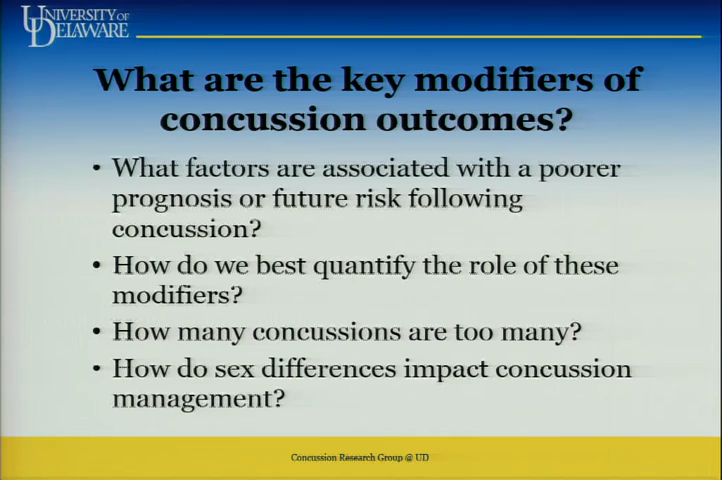 UNIVERSITY OF
DELAWARE
What are the key modifiers of
concussion outcomes?
• What factors are associated with a poorer
prognosis or future risk following
concussion?
• How do we best quantify the role of these
modifiers?
• How many concussions are too many?
• How do sex differences impact concussion
management?
Concussion Research Group @ UD